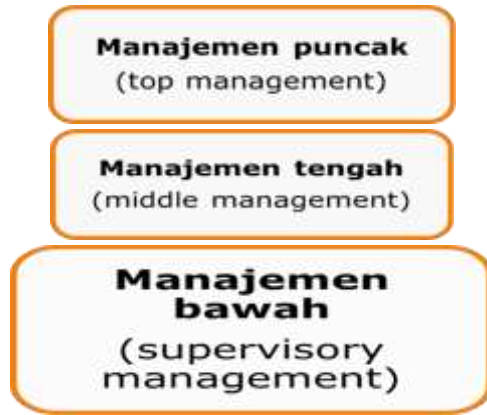 Manajemen puncak
(top management)
Manajemen tengah
(middle management)
Manajemen
bawah
(supervisory
management)